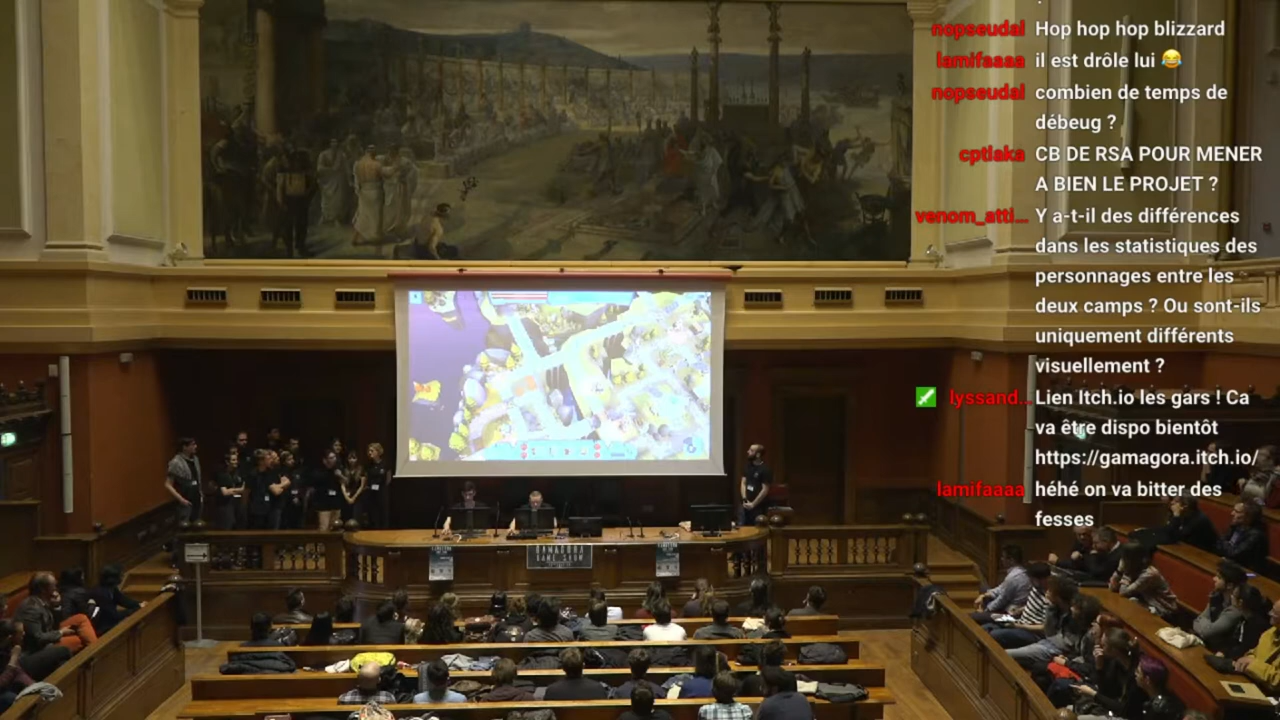 nopseudal Hop hop hop blizzard
lamifaaaa il est drôle lui 😂
nopseudal combien de temps de
débeug ?
cptlaka CB DE RSA POUR MENER
A BIEN LE PROJET ?
venom_atti... Y a-t-il des différences
dans les statistiques des
personnages entre les
deux camps ? Ou sont-ils
uniquement différents
visuellement ?
lyssand... Lien Itch.io les gars ! Ca
va être dispo bientôt
https://gamagora.itch.io/
lamifaaaa héhé on va bitter des
fesses
GAMAGORA
GAME SHOW